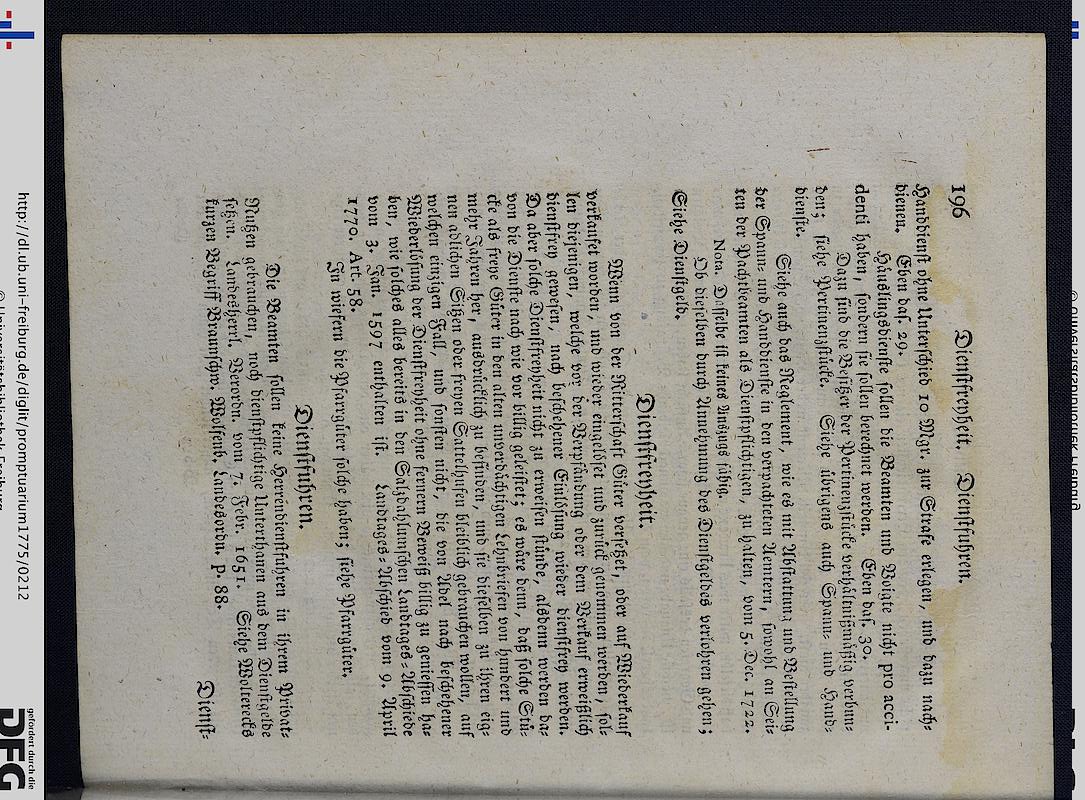 196 Dienstfreyheit. Dienstfuhren.
Handdienst ohne Unterschied 10 Mgr. zur Strafe erlegen, und dazu nach-
dienen. Eben das. 29.
Häuslingsdienste sollen die Beamten und Voigte nicht pro acci-
denti haben, sondern sie sollen berechnet werden. Eben das. 30.
Dazu sind die Besitzer der Pertinenzstücke verhältnißmäßig verbun-
den; siehe Pertinenzstücke. Siehe übrigens auch Spann- und Hand-
dienste.
Siehe auch das Reglement, wie es mit Abstattung und Bestellung
der Spann- und Handdienste in den verpachteten Aemtern, sowohl an Sei-
ten der Pachtbeamten als Dienstpflichtigen, zu halten, vom 5. Dec. 1722.
Nota. Dasselbe ist keines Auszugs fähig.
Ob dieselben durch Annehmung des Dienstgeldes verlohren gehen;
Siehe Dienstgeld.
Dienstfreyheit.
Wenn von der Ritterschaft Güter versetzet, oder auf Wiederkauf
verkaufet worden, und wieder eingelöset und zurück genommen werden, sol-
len diejenigen, welche vor der Verpfändung oder dem Verkauf erweißlich
dienstfrey gewesen, nach beschehener Einlösung wieder dienstfrey werden.
Da aber solche Dienstfreyheit nicht zu erweisen stünde, alsdenn werden da-
von die Dienste nach wie vor billig geleistet; es wäre denn, daß solche Stü-
cke als freye Güter in den alten unverdächtigen Lehnbriefen von hundert und
mehr Jahren her, ausdrücklich zu befinden, und sie dieselben zu ihren eig-
nen adlichen Sitzen oder freyen Sattelhufen bleiblich gebrauchen wollen, auf
welchen einzigen Fall, und sonsten nicht, die von Adel nach beschehener
Wiederlösung der Dienstfreyheit ohne fernern Beweiß billig zu geniessen ha-
ben, wie solches alles bereits in den Salzdahlumschen Landtages-Abschiede
vom 3. Jan. 1597 enthalten ist. Landtages-Abschied vom 9. April
1770. Art. 58.
In wiefern die Pfarrgüter solche haben; siehe Pfarrgüter.
Dienstfuhren.
Die Beamten sollen keine Herrendienstfuhren in ihrem Privat-
Nutzen gebrauchen, noch dienstpflichtige Unterthanen aus dem Dienstgelde
setzen. Landesherrl. Verordn. vom 7. Febr. 1651. Siehe Woltereck's
kurzen Begriff Braunschw. Wolfenb. Landesordn. p. 88.
Dienst-
http://dl.ub.uni-freiburg.de/diglit/promptuarium1775/0212
© Universitätsbibliothek Freiburg
gefördert durch die
DFG